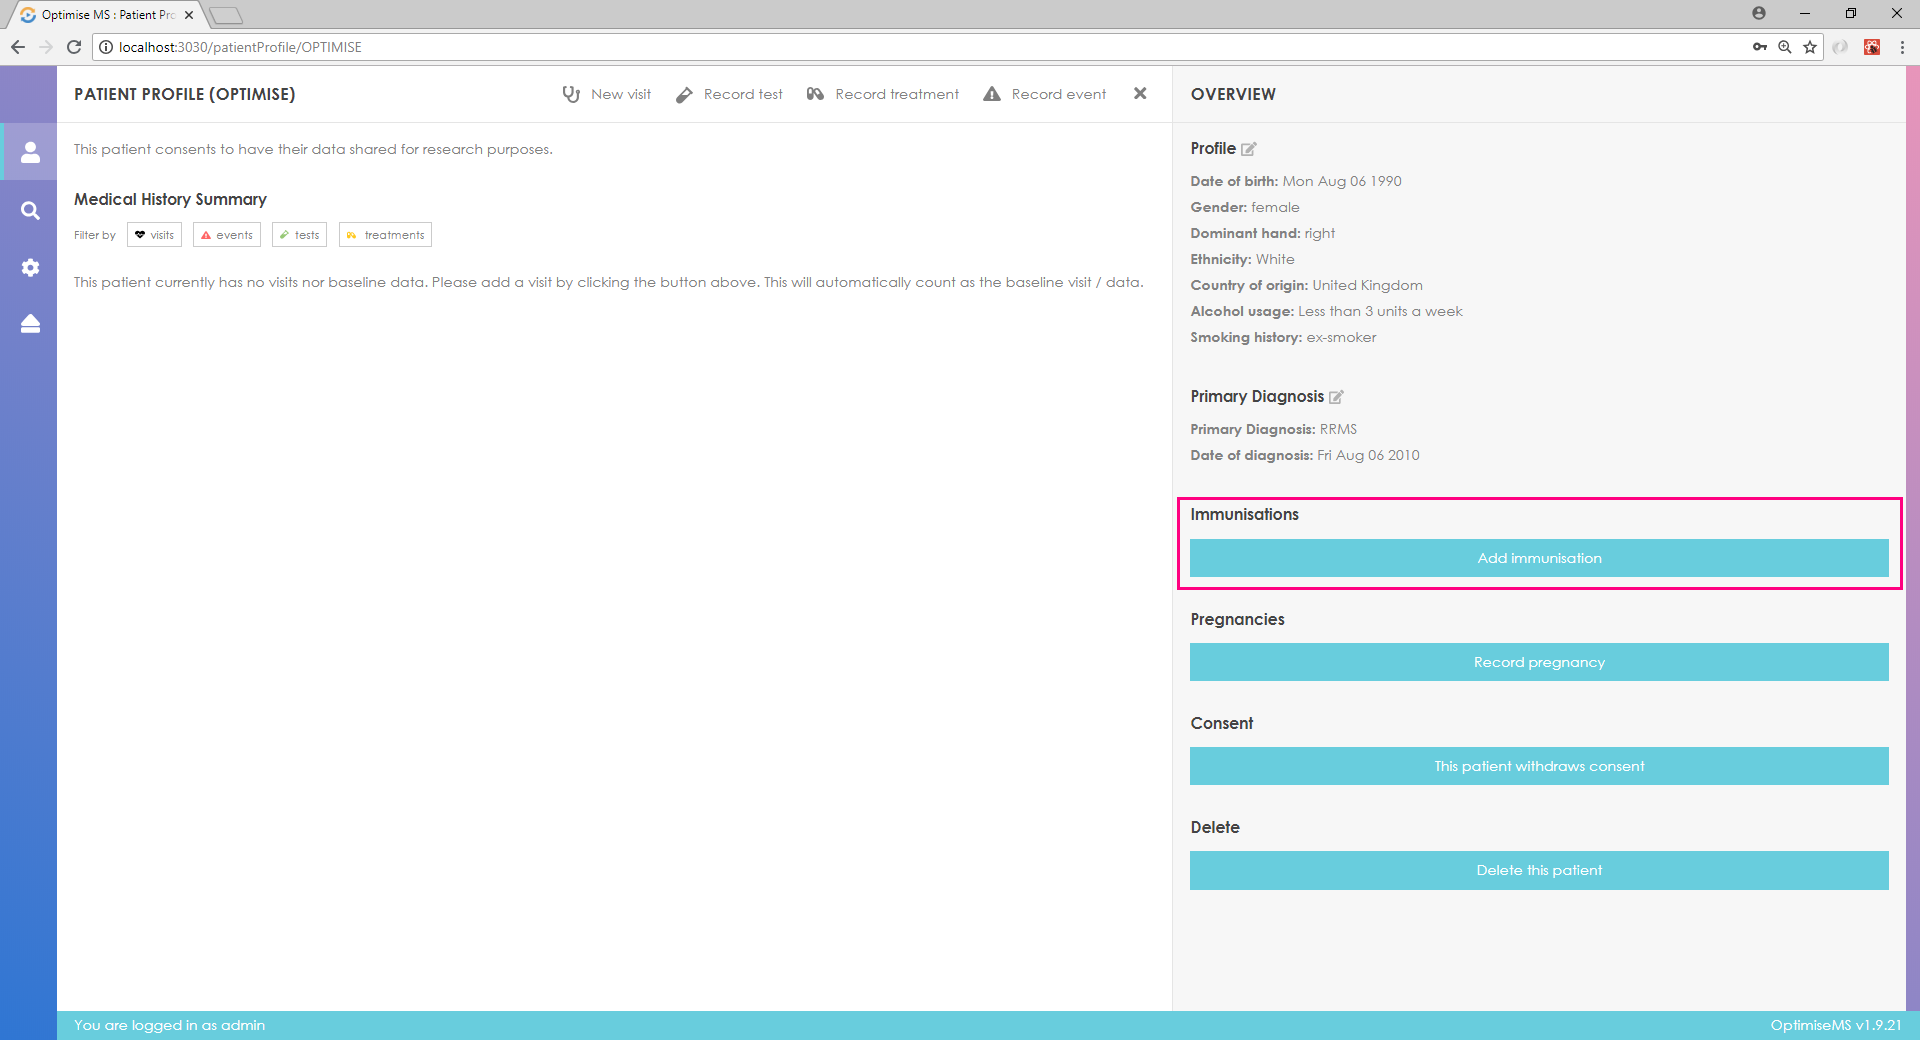 Optimise MS : Patient Pro
localhost:3030/patientProfile/OPTIMISE
PATIENT PROFILE (OPTIMISE)
New visit
Record test
Record treatment
Record event
This patient consents to have their data shared for research purposes.
Medical History Summary
Filter by
visits
events
tests
treatments
This patient currently has no visits nor baseline data. Please add a visit by clicking the button above. This will automatically count as the baseline visit / data.
OVERVIEW
Profile
Date of birth: Mon Aug 06 1990
Gender: female
Dominant hand: right
Ethnicity: White
Country of origin: United Kingdom
Alcohol usage: Less than 3 units a week
Smoking history: ex-smoker
Primary Diagnosis
Primary Diagnosis: RRMS
Date of diagnosis: Fri Aug 06 2010
Immunisations
Add immunisation
Pregnancies
Record pregnancy
Consent
This patient withdraws consent
Delete
Delete this patient
You are logged in as admin
OptimiseMS v1.9.21